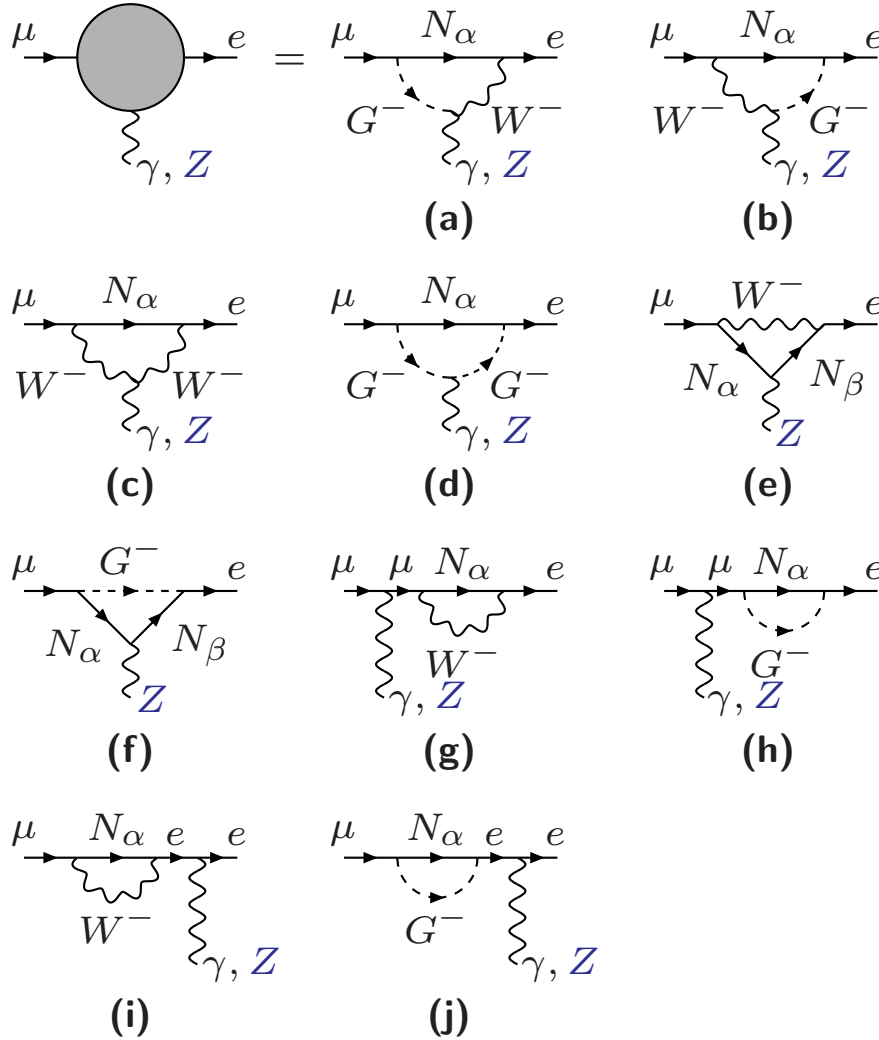 μ e = μ N_α e μ N_α e
G⁻ W⁻ W⁻ G⁻
γ, Z γ, Z γ, Z
(a) (b)
μ N_α e μ N_α e μ W⁻ e
W⁻ W⁻ G⁻ G⁻ N_α N_β
γ, Z γ, Z Z
(c) (d) (e)
μ G⁻ e μ μ N_α e μ μ N_α e
N_α N_β W⁻ G⁻
Z γ, Z γ, Z
(f) (g) (h)
μ N_α e e μ N_α e e
W⁻ G⁻
γ, Z γ, Z
(i) (j)